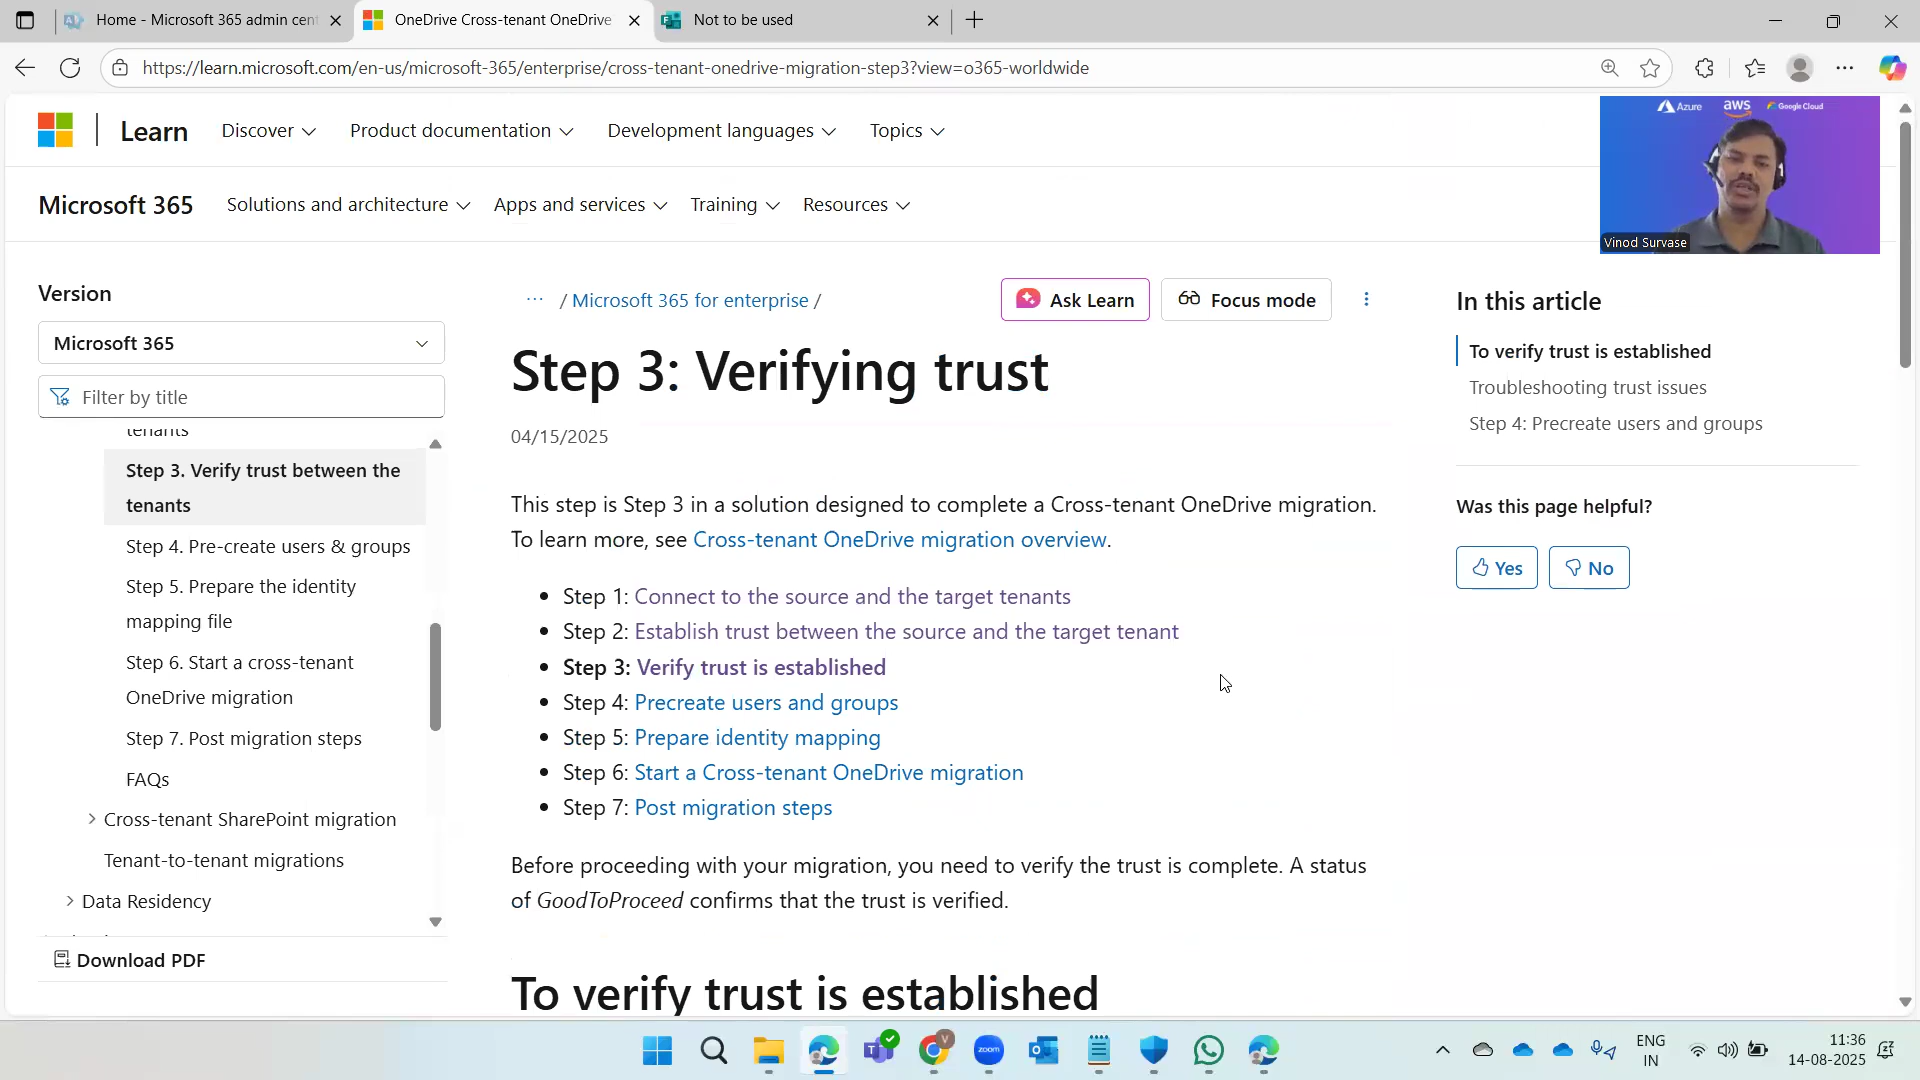 Home - Microsoft 365 admin cent
OneDrive Cross-tenant OneDrive
Not to be used
https://learn.microsoft.com/en-us/microsoft-365/enterprise/cross-tenant-onedrive-migration-step3?view=o365-worldwide
Learn
Discover
Product documentation
Development languages
Topics
Azure
aws
Google Cloud
Vinod Survase
Microsoft 365
Solutions and architecture
Apps and services
Training
Resources
Version
Microsoft 365
Filter by title
tenants
Step 3. Verify trust between the
tenants
Step 4. Pre-create users & groups
Step 5. Prepare the identity
mapping file
Step 6. Start a cross-tenant
OneDrive migration
Step 7. Post migration steps
FAQs
Cross-tenant SharePoint migration
Tenant-to-tenant migrations
Data Residency
Download PDF
··· / Microsoft 365 for enterprise /
Ask Learn
Focus mode
Step 3: Verifying trust
04/15/2025
This step is Step 3 in a solution designed to complete a Cross-tenant OneDrive migration.
To learn more, see Cross-tenant OneDrive migration overview.
• Step 1: Connect to the source and the target tenants
• Step 2: Establish trust between the source and the target tenant
• Step 3: Verify trust is established
• Step 4: Precreate users and groups
• Step 5: Prepare identity mapping
• Step 6: Start a Cross-tenant OneDrive migration
• Step 7: Post migration steps
Before proceeding with your migration, you need to verify the trust is complete. A status
of GoodToProceed confirms that the trust is verified.
To verify trust is established
In this article
To verify trust is established
Troubleshooting trust issues
Step 4: Precreate users and groups
Was this page helpful?
Yes
No
V
zoom
ENG
IN
11:36
14-08-2025